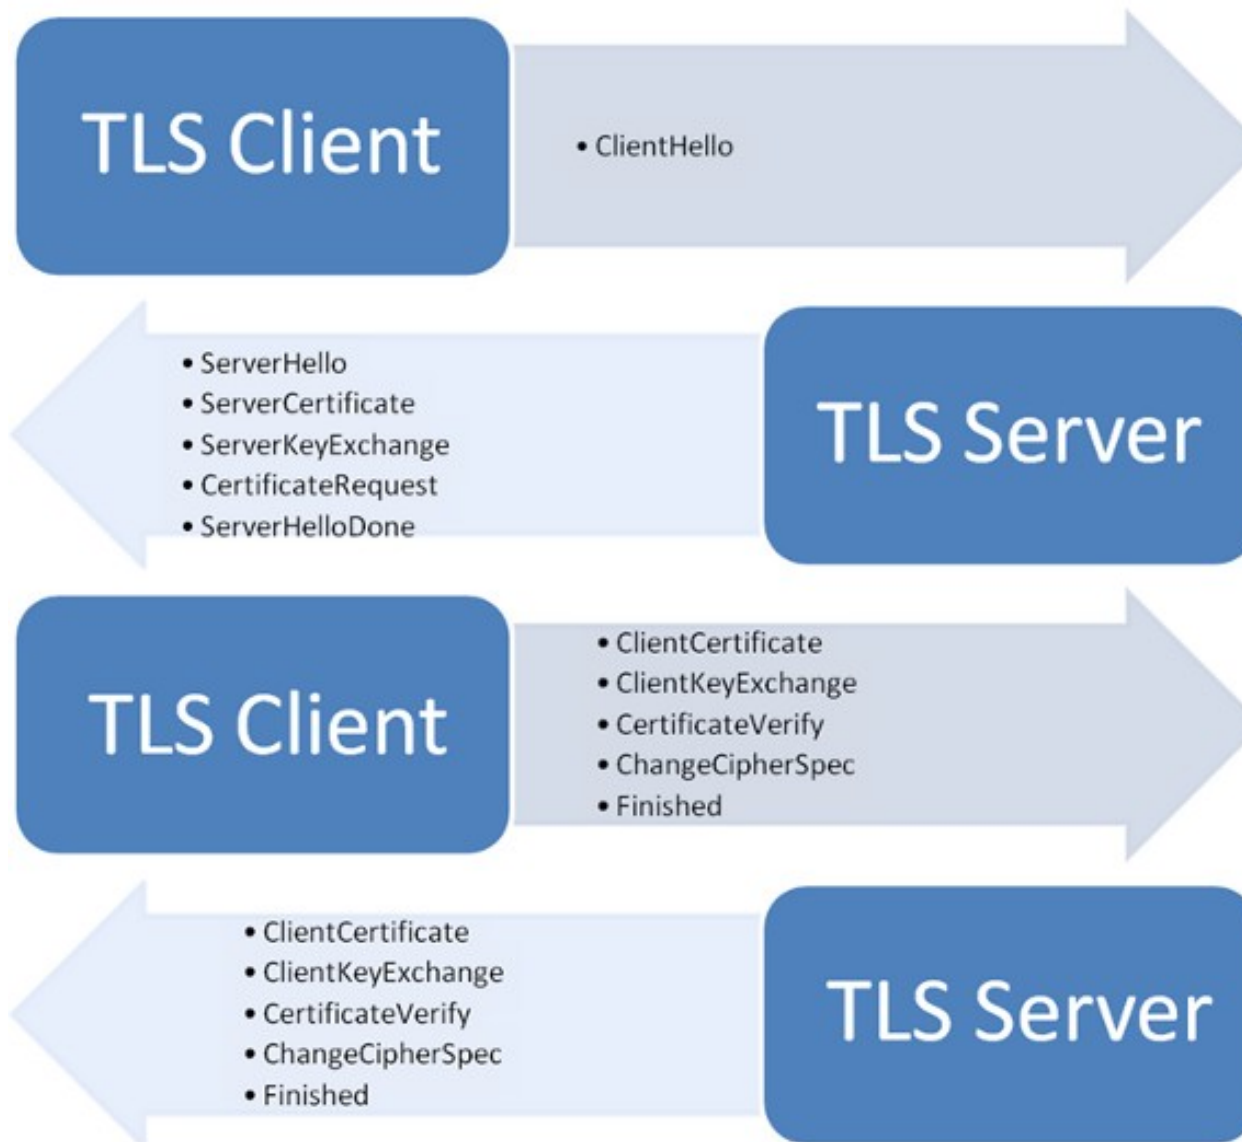 TLS Client
• ClientHello
• ServerHello
• ServerCertificate
• ServerKeyExchange
• CertificateRequest
• ServerHelloDone
TLS Server
TLS Client
• ClientCertificate
• ClientKeyExchange
• CertificateVerify
• ChangeCipherSpec
• Finished
• ClientCertificate
• ClientKeyExchange
• CertificateVerify
• ChangeCipherSpec
• Finished
TLS Server